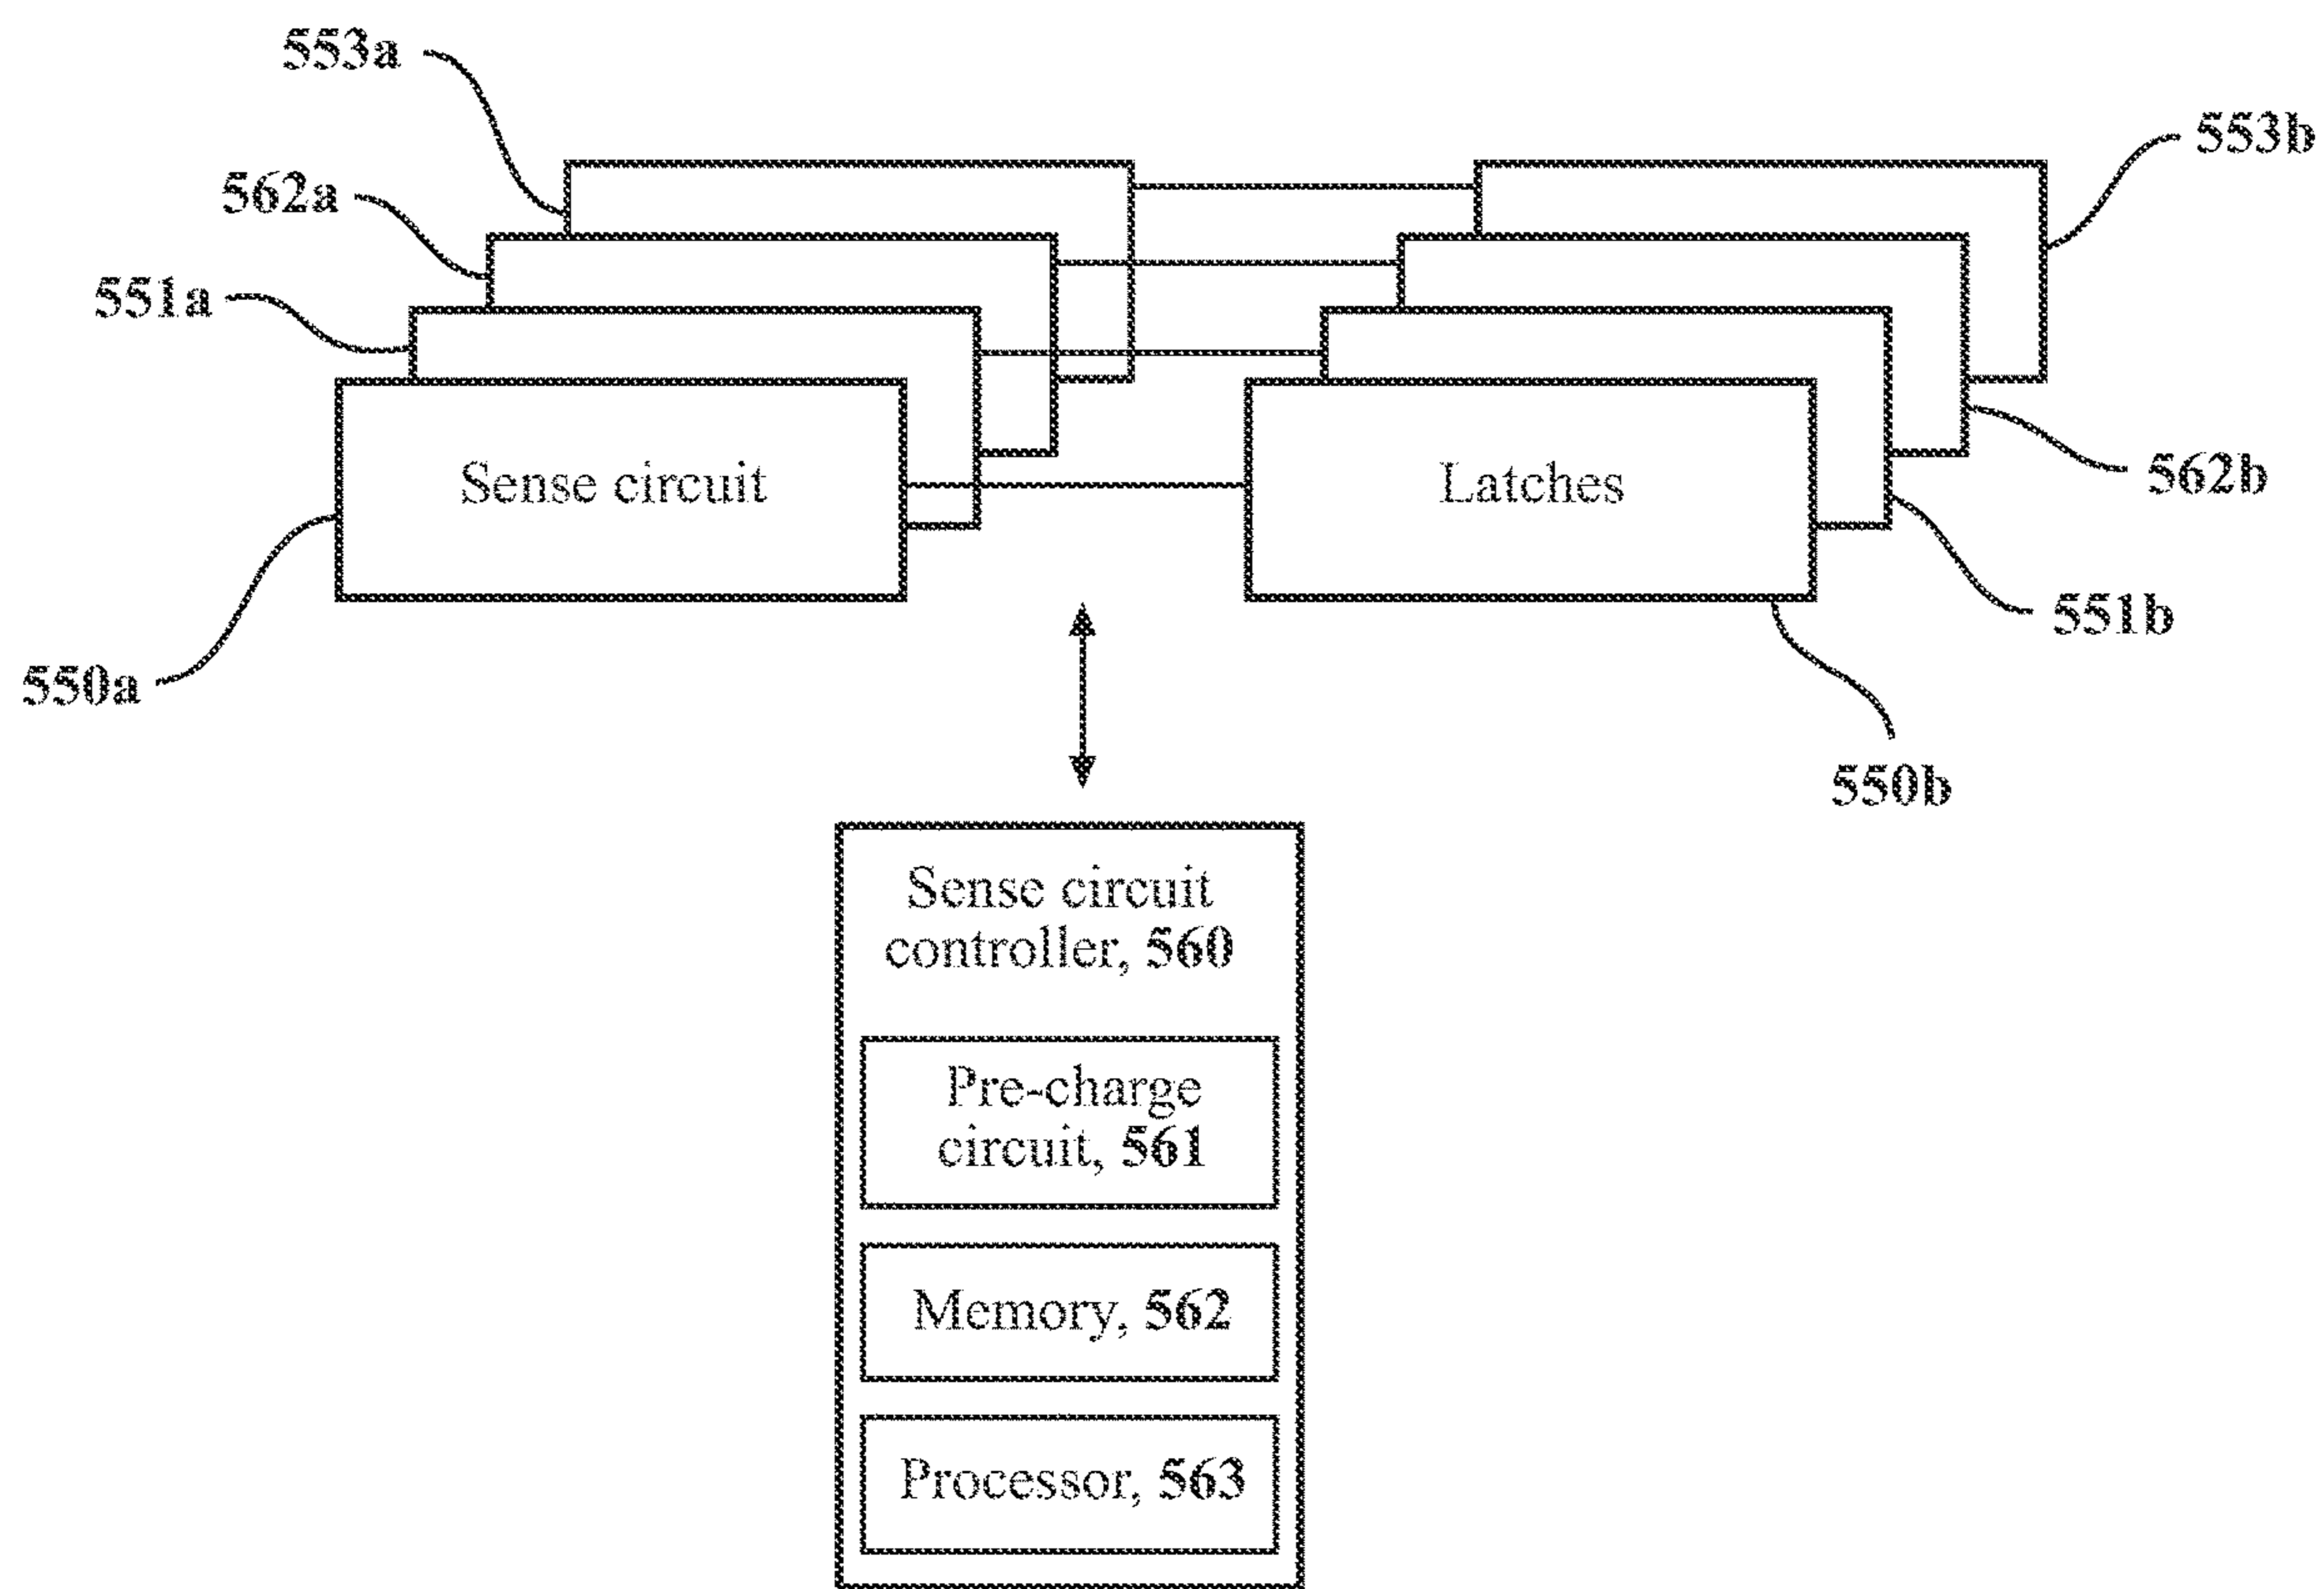 553a
553b
562a
551a
Sense circuit
Latches
562b
551b
550a
550b
Sense circuit
controller, 560
Pre-charge
circuit, 561
Memory, 562
Processor, 563